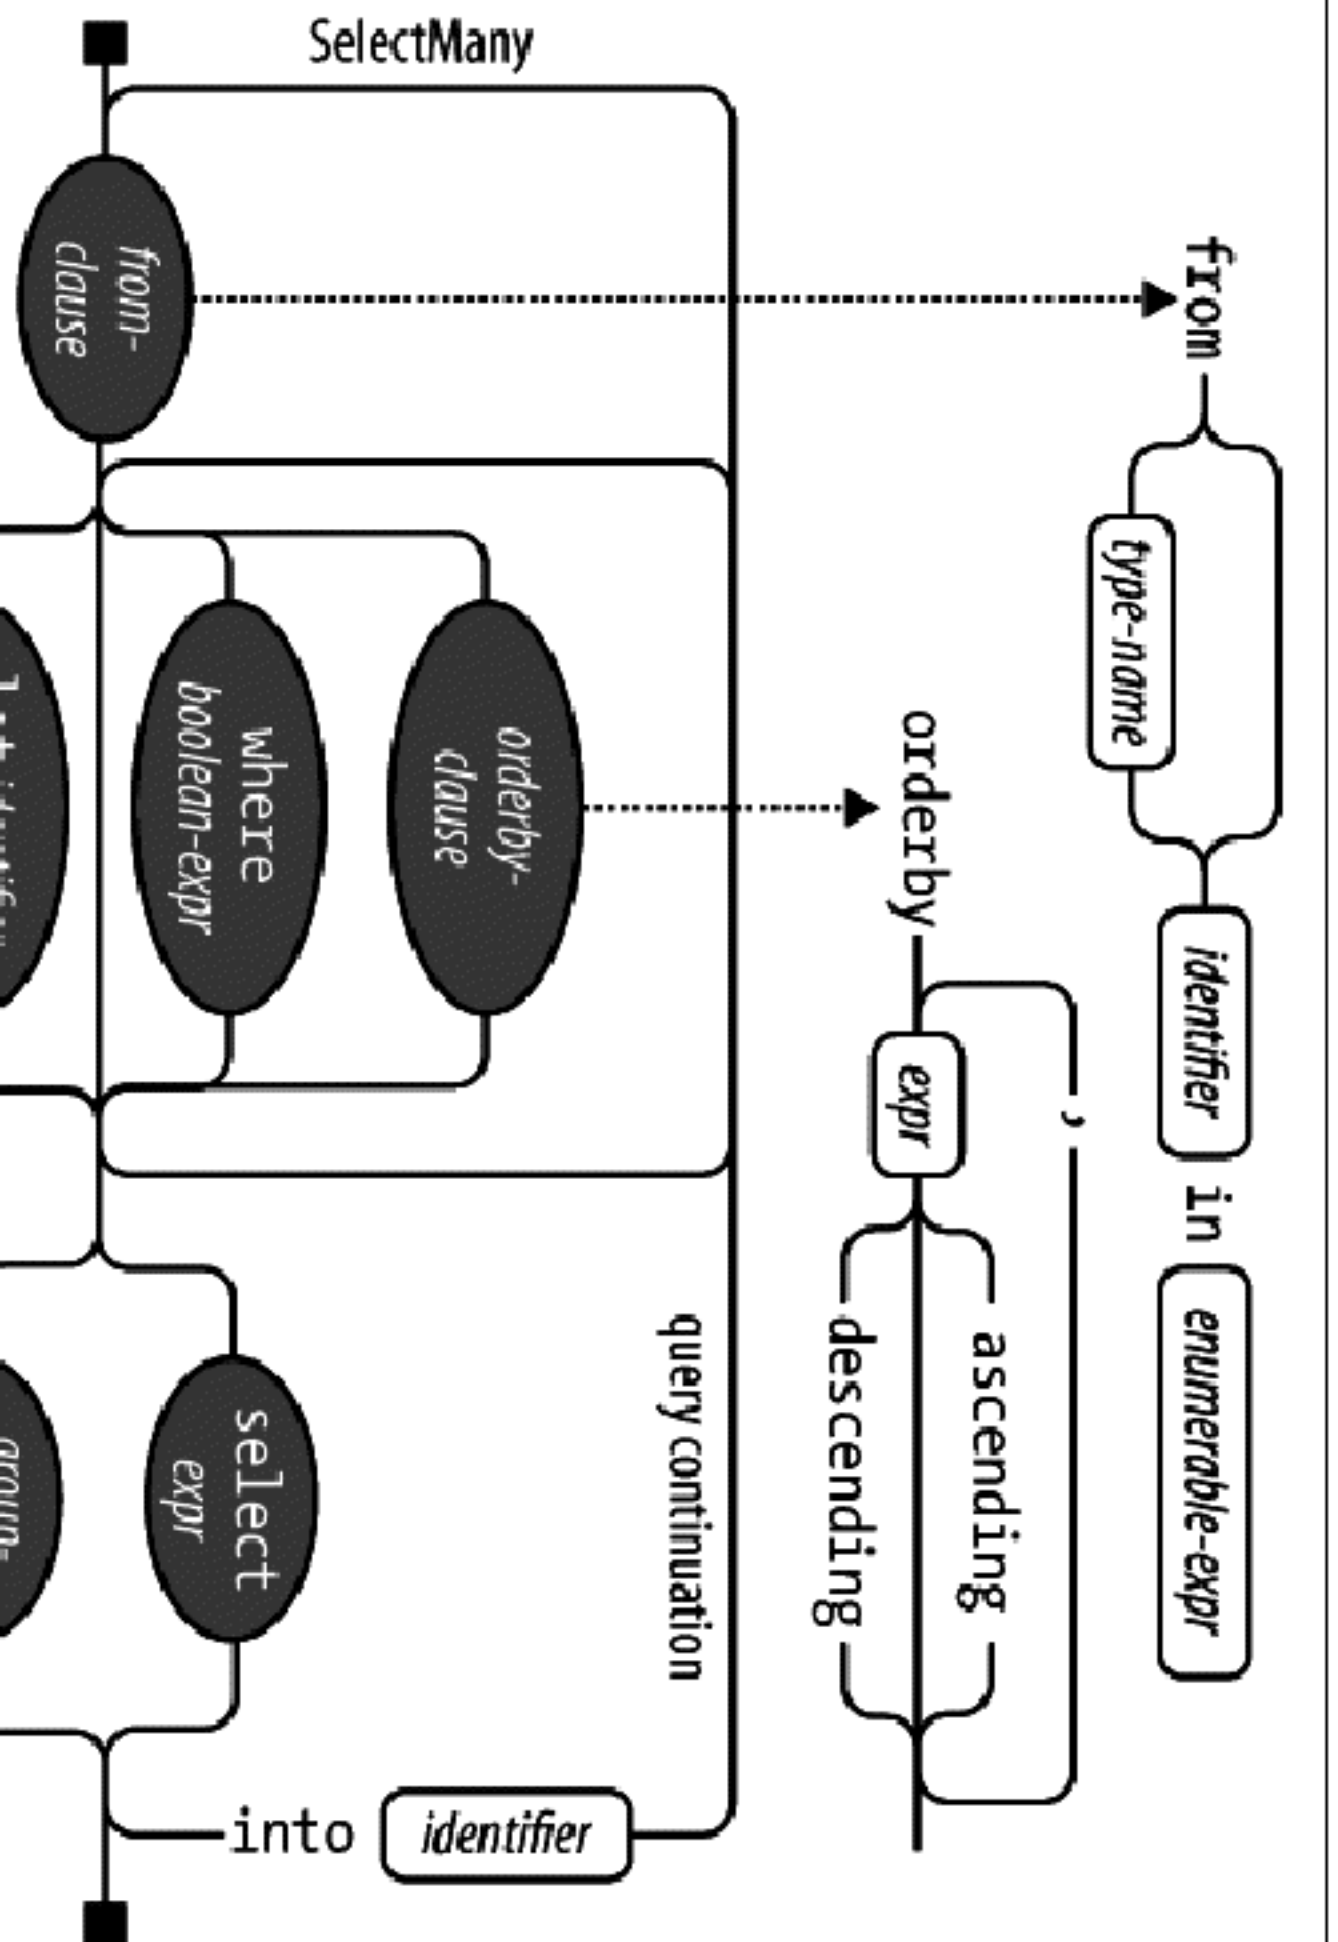 SelectMany
from
type-name
identifier
in
enumerable-expr
orderby
expr
,
ascending
descending
from-
clause
orderby-
clause
where
boolean-expr
select
expr
query continuation
into
identifier